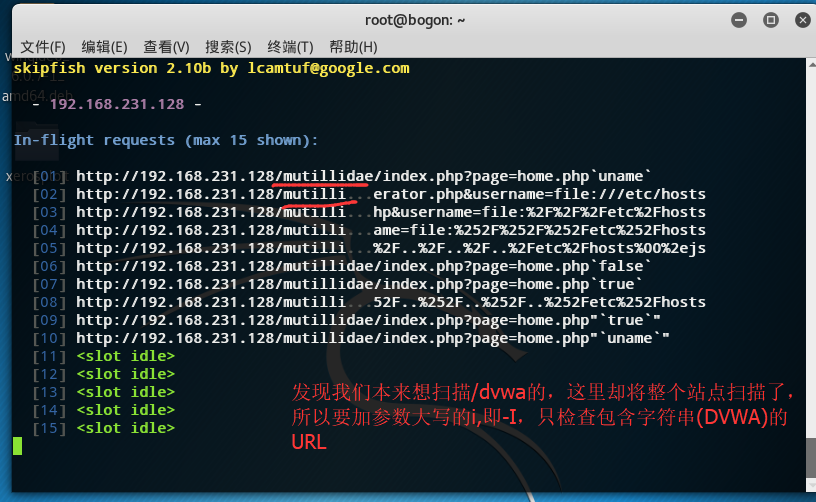 root@bogon: ~
文件(F) 编辑(E) 查看(V) 搜索(S) 终端(T) 帮助(H)
skipfish version 2.10b by lcamtuf@google.com
amd64.deb
- 192.168.231.128 -
In-flight requests (max 15 shown):
[01] http://192.168.231.128/mutillidae/index.php?page=home.php`uname`
[02] http://192.168.231.128/mutilli...erator.php&username=file:///etc/hosts
[03] http://192.168.231.128/mutilli...hp&username=file:%2F%2F%2Fetc%2Fhosts
[04] http://192.168.231.128/mutilli...ame=file:%252F%252F%252Fetc%252Fhosts
[05] http://192.168.231.128/mutilli...%2F..%2F..%2F..%2Fetc%2Fhosts%00%2ejs
[06] http://192.168.231.128/mutillidae/index.php?page=home.php`false`
[07] http://192.168.231.128/mutillidae/index.php?page=home.php`true`
[08] http://192.168.231.128/mutilli...52F..%252F..%252F..%252Fetc%252Fhosts
[09] http://192.168.231.128/mutillidae/index.php?page=home.php"`true`"
[10] http://192.168.231.128/mutillidae/index.php?page=home.php"`uname`"
[11] <slot idle>
[12] <slot idle>
[13] <slot idle>
[14] <slot idle>
[15] <slot idle>
发现我们本来想扫描/dvwa的，这里却将整个站点扫描了，
所以要加参数大写的i,即-I，只检查包含字符串(DVWA)的
URL